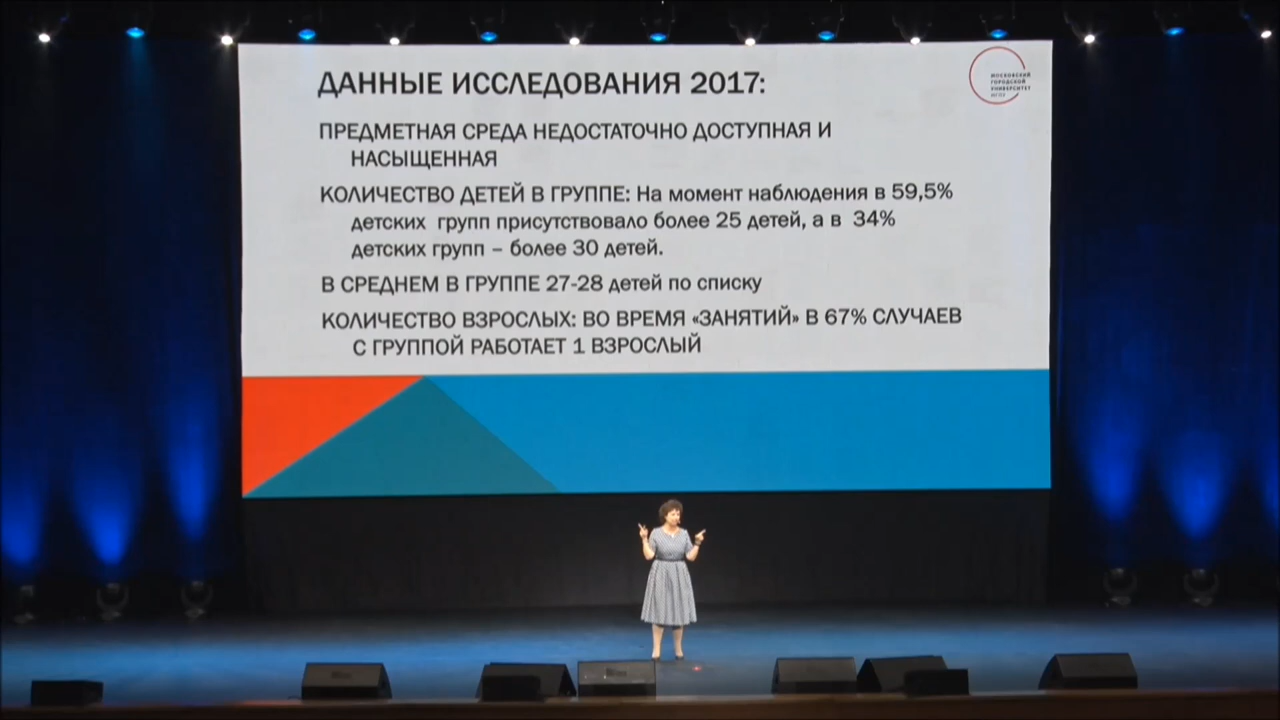 ДАННЫЕ ИССЛЕДОВАНИЯ 2017:
МОСКОВСКИЙ
ГОРОДСКОЙ
УНИВЕРСИТЕТ
МГПУ
ПРЕДМЕТНАЯ СРЕДА НЕДОСТАТОЧНО ДОСТУПНАЯ И
НАСЫЩЕННАЯ
КОЛИЧЕСТВО ДЕТЕЙ В ГРУППЕ: На момент наблюдения в 59,5%
детских групп присутствовало более 25 детей, а в 34%
детских групп – более 30 детей.
В СРЕДНЕМ В ГРУППЕ 27-28 детей по списку
КОЛИЧЕСТВО ВЗРОСЛЫХ: ВО ВРЕМЯ «ЗАНЯТИЙ» В 67% СЛУЧАЕВ
С ГРУППОЙ РАБОТАЕТ 1 ВЗРОСЛЫЙ